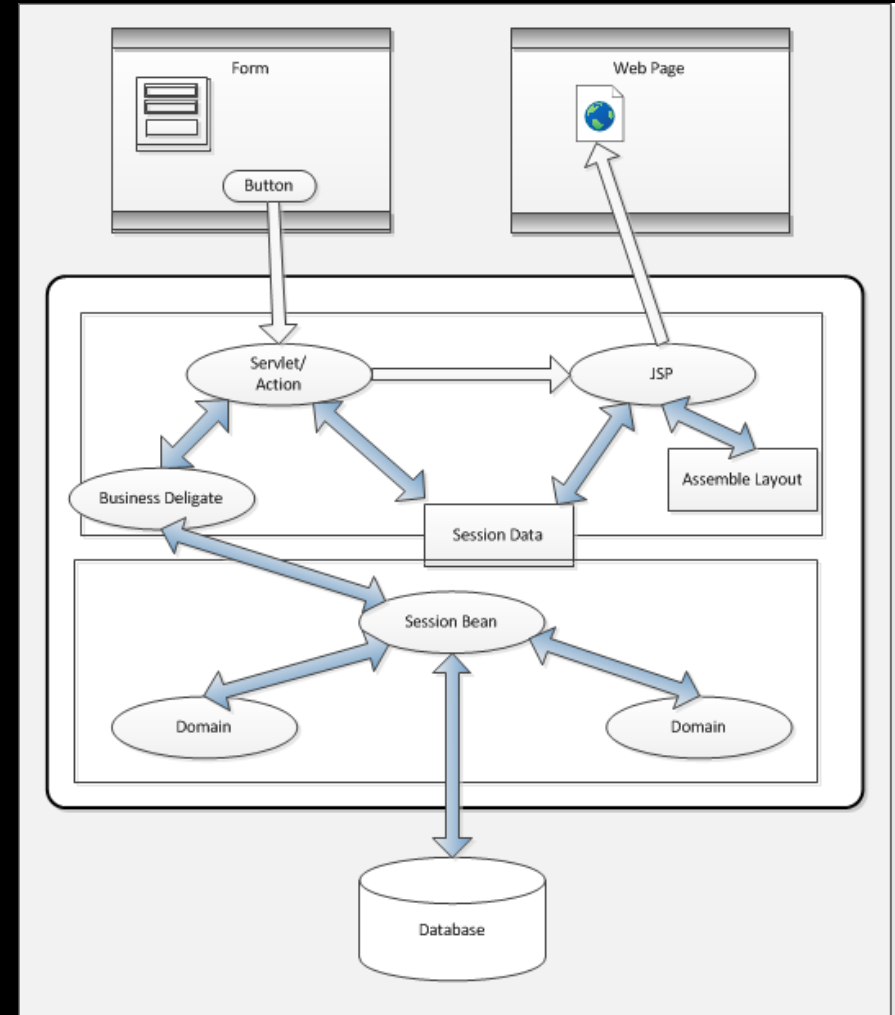 Form
Web Page
Button
Servlet/
Action
JSP
Business Deligate
Assemble Layout
Session Data
Session Bean
Domain
Domain
Database